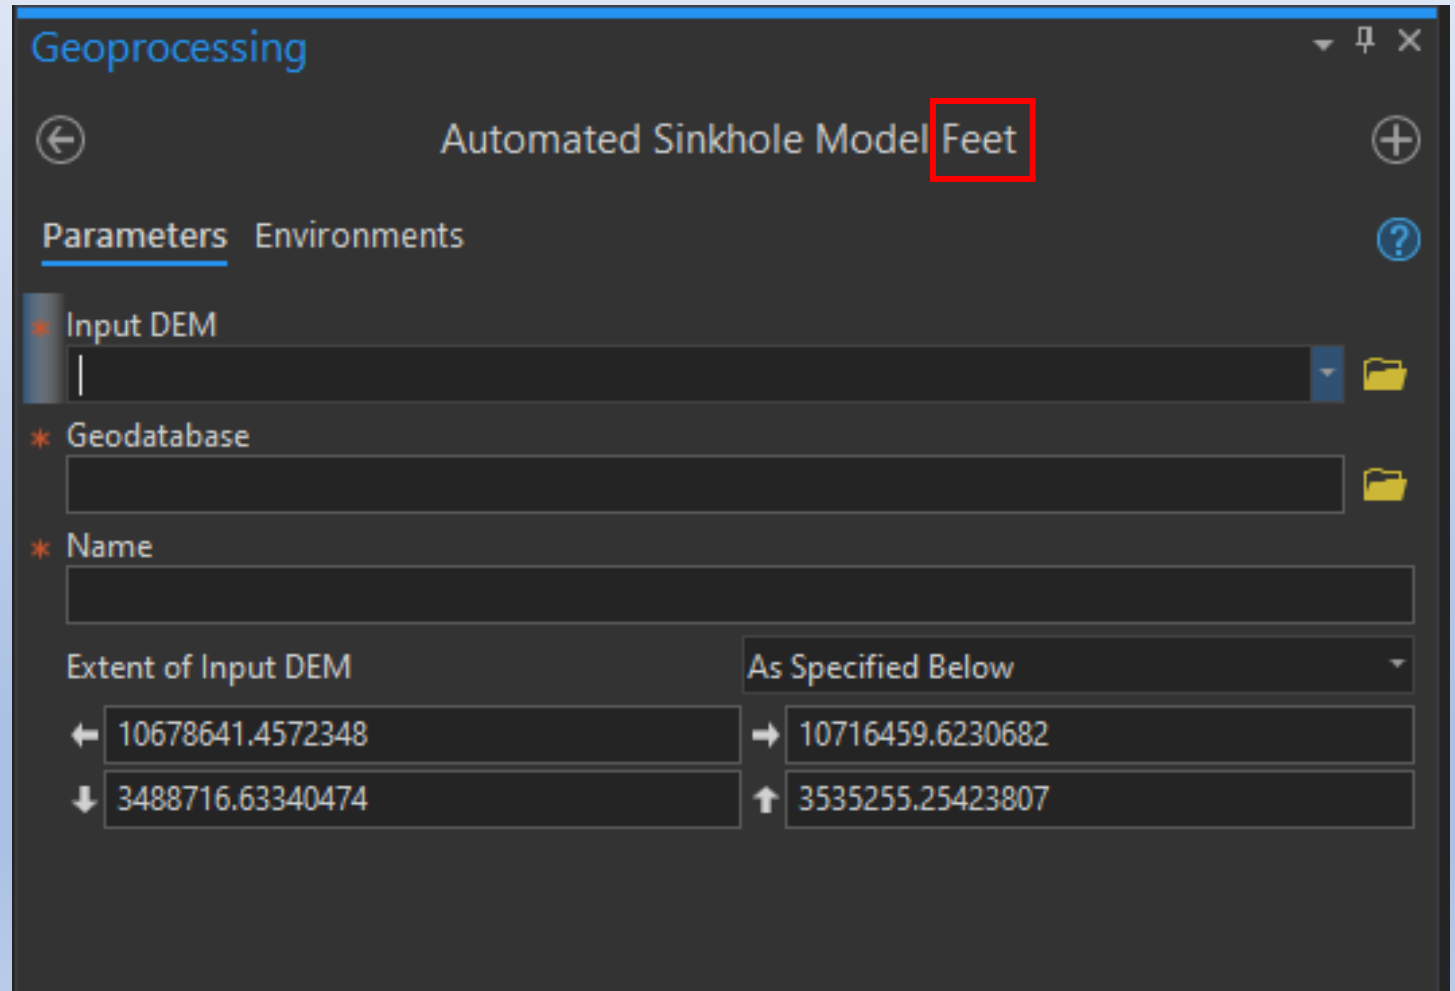 Geoprocessing
Automated Sinkhole Model Feet
Parameters Environments
* Input DEM
* Geodatabase
* Name
Extent of Input DEM As Specified Below
10678641.4572348 10716459.6230682
3488716.63340474 3535255.25423807